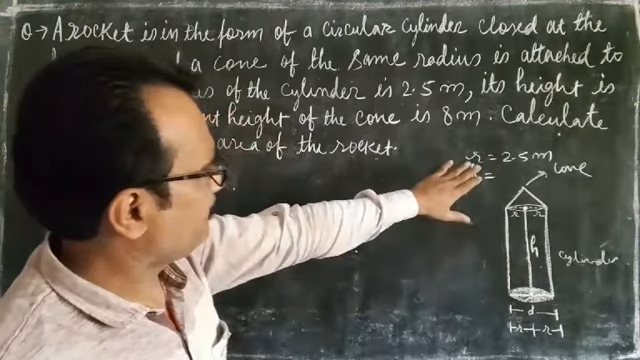 Q → A rocket is in the form of a circular cylinder closed at the
a cone of the same radius is attached to
of the cylinder is 2.5 m, its height is
height of the cone is 8m. Calculate
area of the rocket.
r = 2.5 m
=
cone
r r
h
cylinder
d
r r